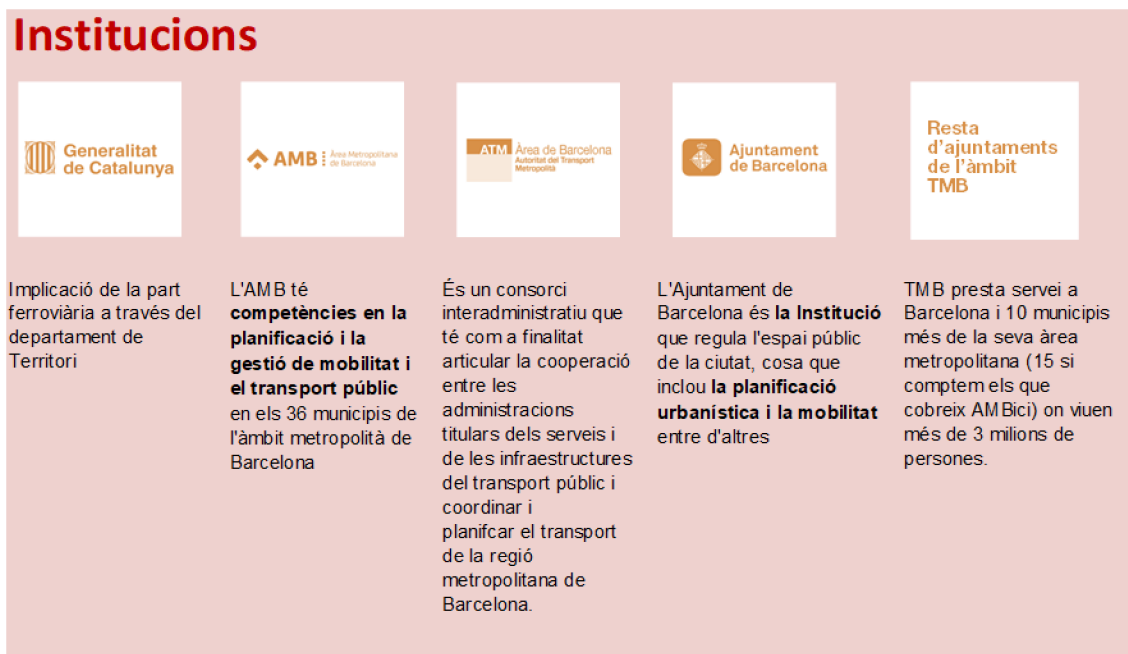 Institucions
Generalitat
de Catalunya
AMB
Àrea Metropolitana
de Barcelona
ATM
Àrea de Barcelona
Autoritat del Transport
Metropolità
Ajuntament
de Barcelona
Resta
d'ajuntaments
de l'àmbit
TMB
Implicació de la part
ferroviària a través del
departament de
Territori
L'AMB té
competències en la
planificació i la
gestió de mobilitat i
el transport públic
en els 36 municipis de
l'àmbit metropolità de
Barcelona
És un consorci
interadministratiu que
té com a finalitat
articular la cooperació
entre les
administracions
titulars dels serveis i
de les infraestructures
del transport públic i
coordinar i
planifcar el transport
de la regió
metropolitana de
Barcelona.
L'Ajuntament de
Barcelona és la Institució
que regula l'espai públic
de la ciutat, cosa que
inclou la planificació
urbanística i la mobilitat
entre d'altres
TMB presta servei a
Barcelona i 10 municipis
més de la seva àrea
metropolitana (15 si
comptem els que
cobreix AMBici) on viuen
més de 3 milions de
persones.